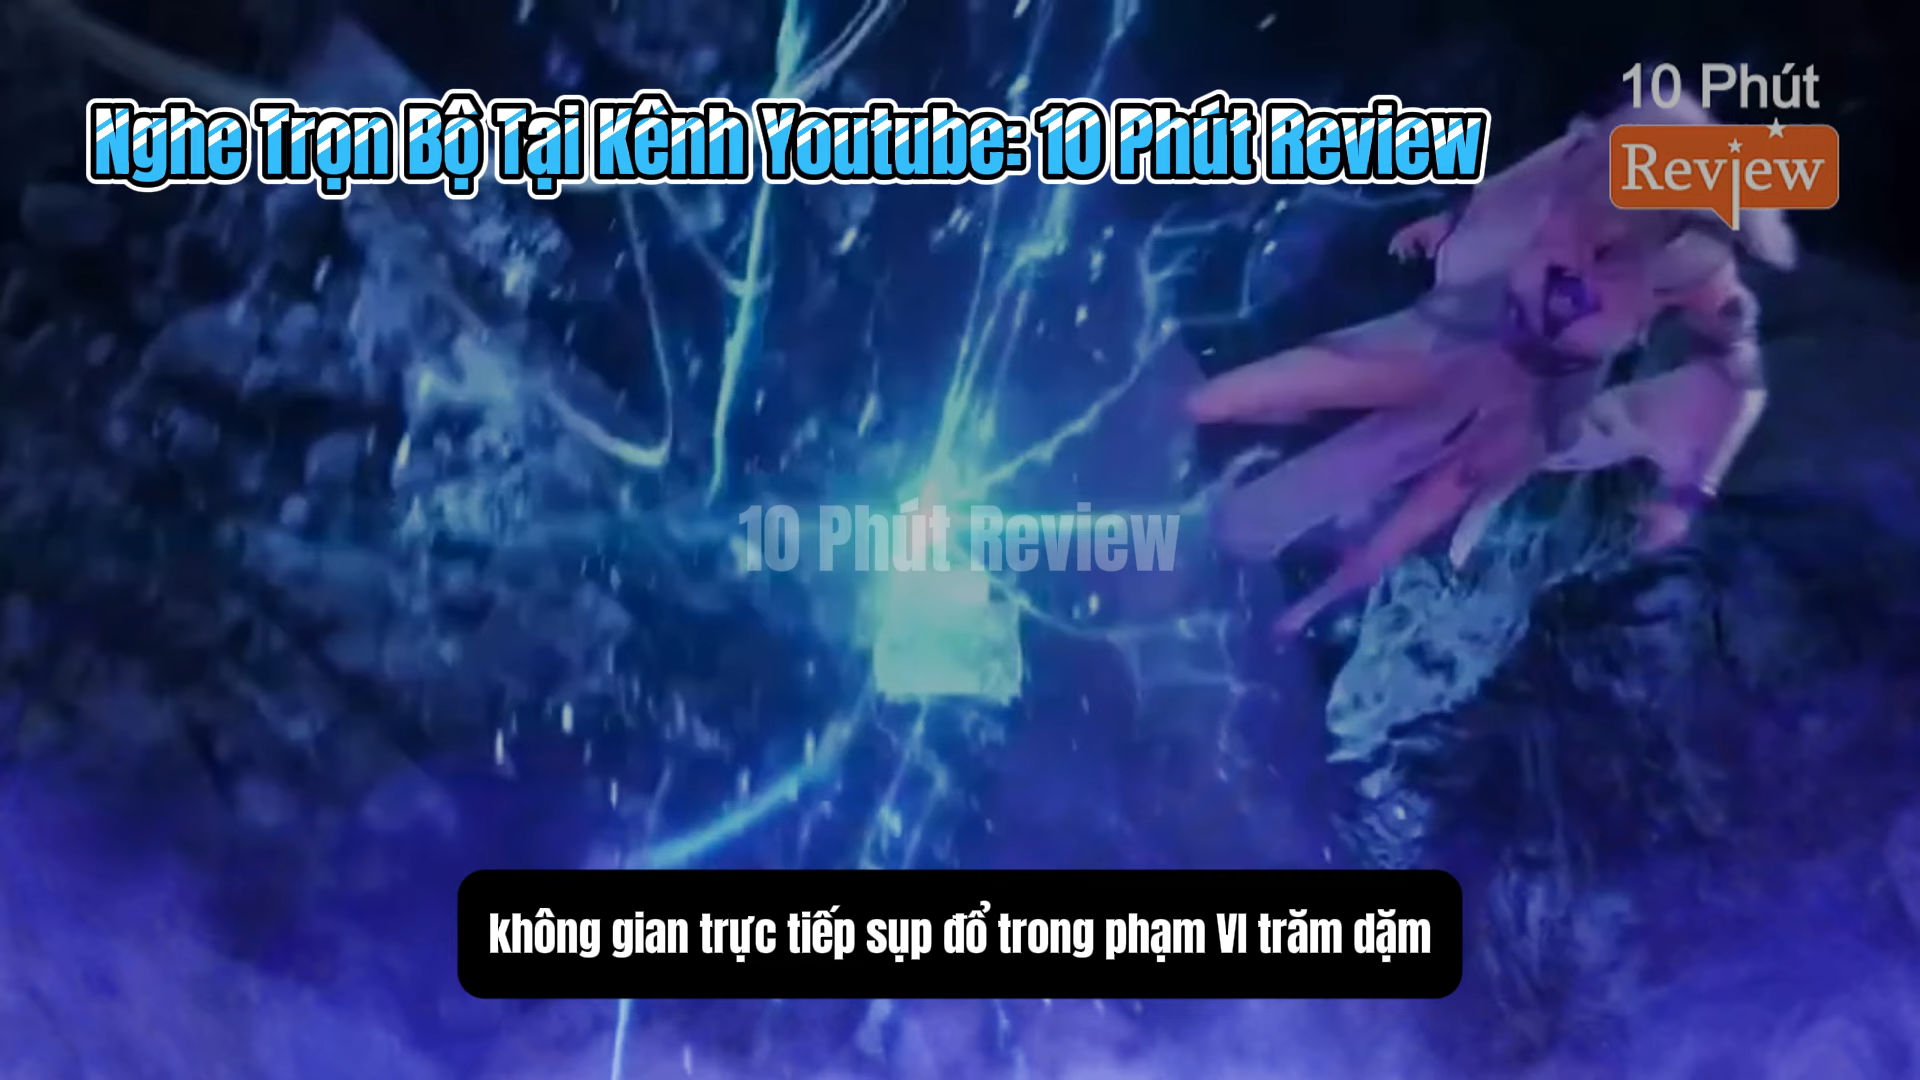 10 Phút
Nghe Trọn Bộ Tại Kênh Youtube: 10 Phút Review
Review
10 Phút Review
không gian trực tiếp sụp đổ trong phạm VI trăm dặm